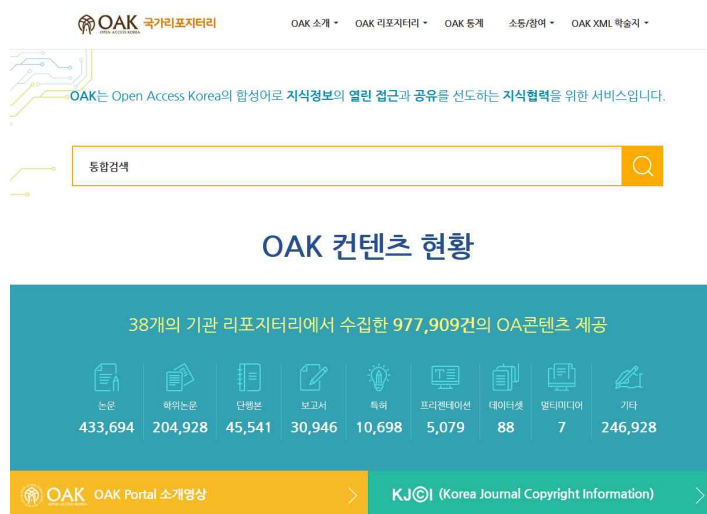 OAK 국가리포지터리
OPEN ACCESS KOREA
OAK 소개 OAK 리포지터리 OAK 통계 소통/참여 OAK XML 학술지
OAK는 Open Access Korea의 합성어로 지식정보의 열린 접근과 공유를 선도하는 지식협력을 위한 서비스입니다.
통합검색
OAK 컨텐츠 현황
38개의 기관 리포지터리에서 수집한 977,909건의 OA콘텐츠 제공
논문 학위논문 단행본 보고서 특허 프리젠테이션 데이터셋 멀티미디어 기타
433,694 204,928 45,541 30,946 10,698 5,079 88 7 246,928
OAK OAK Portal 소개영상
OPEN ACCESS KOREA
KJⓒI (Korea Journal Copyright Information)